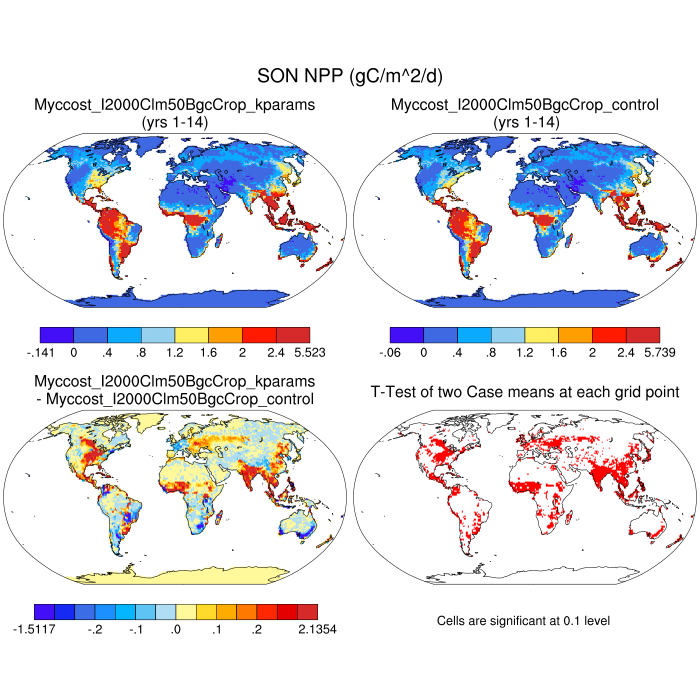 SON NPP (gC/m^2/d)
Myccost_I2000Clm50BgcCrop_kparams
(yrs 1-14)
Myccost_I2000Clm50BgcCrop_control
(yrs 1-14)
-.141 0 .4 .8 1.2 1.6 2 2.4 5.523
-.06 0 .4 .8 1.2 1.6 2 2.4 5.739
Myccost_I2000Clm50BgcCrop_kparams
- Myccost_I2000Clm50BgcCrop_control
T-Test of two Case means at each grid point
-1.5117 -.2 -.1 .0 .1 .2 2.1354
Cells are significant at 0.1 level